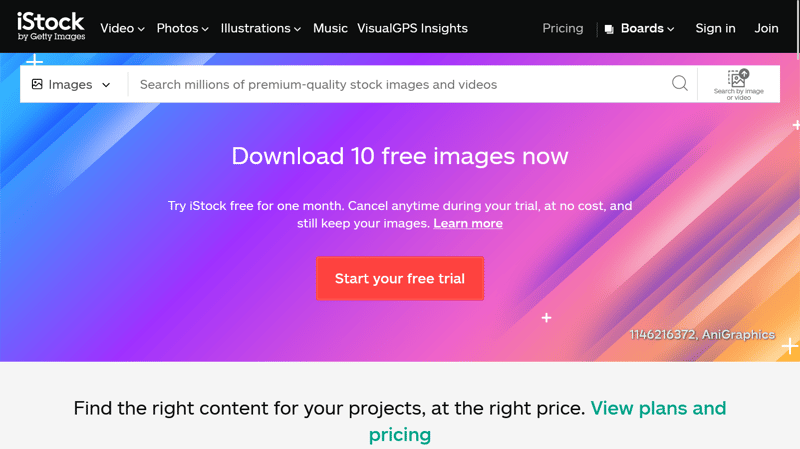 iStock
by Getty Images
Video
Photos
Illustrations
Music
VisualGPS Insights
Pricing
Boards
Sign in
Join
Images
Search millions of premium-quality stock images and videos
Search by image
or video
Download 10 free images now
Try iStock free for one month. Cancel anytime during your trial, at no cost, and
still keep your images. Learn more
Start your free trial
1146216372, AniGraphics
Find the right content for your projects, at the right price. View plans and
pricing